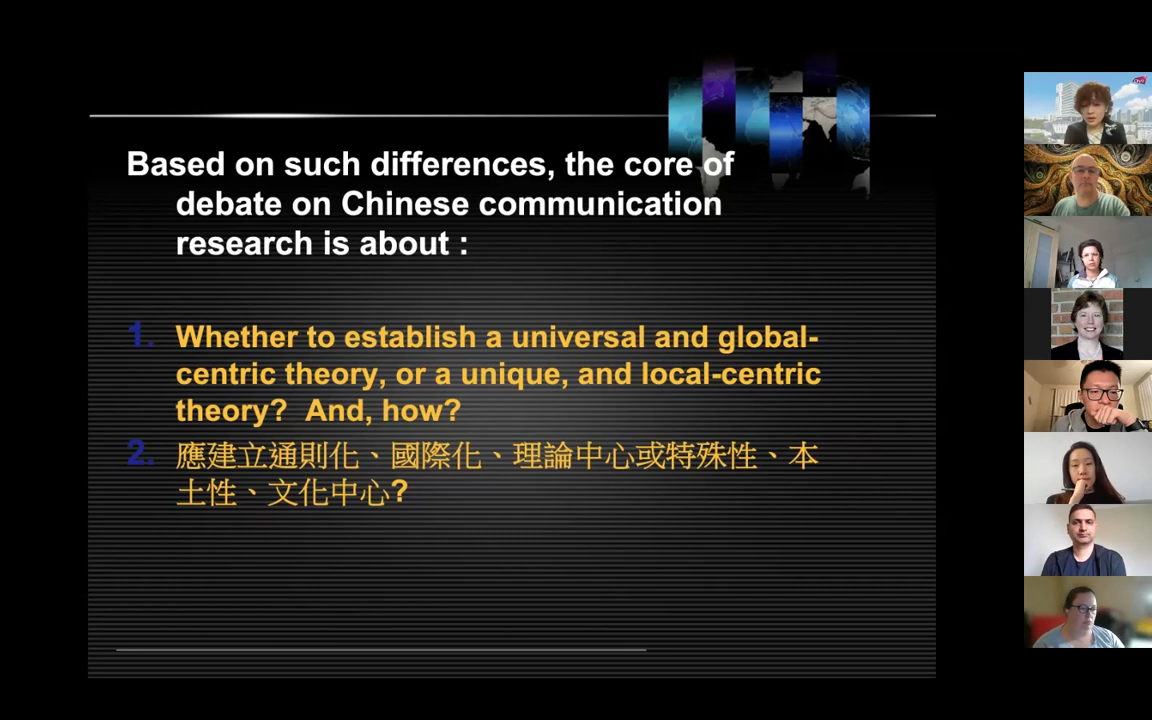 Based on such differences, the core of
debate on Chinese communication
research is about :
1. Whether to establish a universal and global-
centric theory, or a unique, and local-centric
theory? And, how?
2. 應建立通則化、國際化、理論中心或特殊性、本
土性、文化中心?